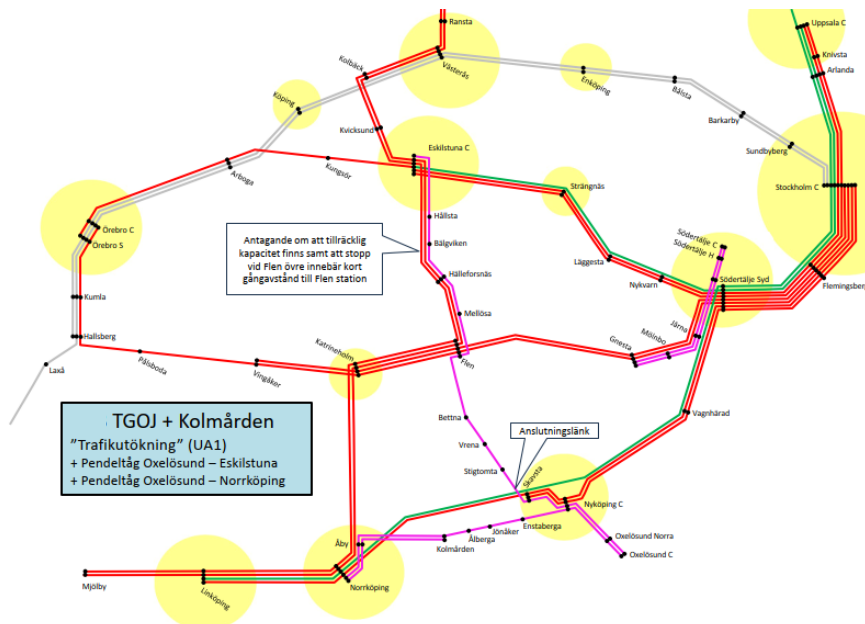 Ransta
Uppsala C
Knivsta
Arlanda
Kolbäck
Västerås
Enköping
Bålsta
Köping
Barkarby
Kvicksund
Sundbyberg
Eskilstuna C
Arboga
Kungsör
Strängnäs
Stockholm C
Örebro C
Örebro S
Hållsta
Antagande om att tillräcklig
kapacitet finns samt att stopp
vid Flen övre innebär kort
gångavstånd till Flen station
Bälgviken
Södertälje C
Södertälje H
Läggesta
Hälleforsnäs
Nykvarn
Södertälje Syd
Flemingsberg
Kumla
Mellösa
Järna
Mölnbo
Gnesta
Hallsberg
Pålsboda
Vingåker
Katrineholm
Flen
Laxå
TGOJ + Kolmården
”Trafikutökning” (UA1)
+ Pendeltåg Oxelösund – Eskilstuna
+ Pendeltåg Oxelösund – Norrköping
Vagnhärad
Bettna
Anslutningslänk
Vrena
Stigtomta
Skavsta
Nyköping C
Enstaberga
Jönåker
Ålberga
Kolmården
Oxelösund Norra
Oxelösund C
Åby
Mjölby
Linköping
Norrköping